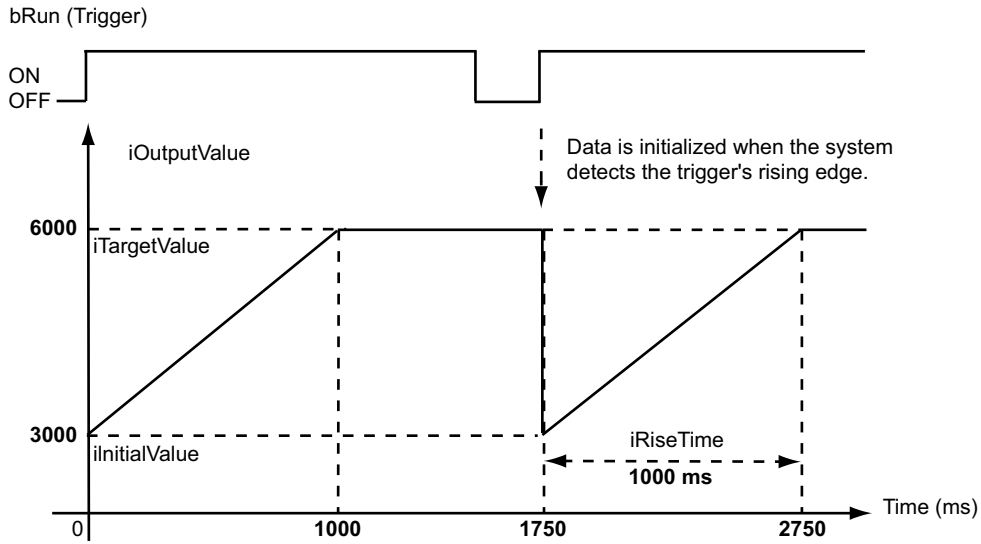 bRun (Trigger)
ON
OFF
iOutputValue
Data is initialized when the system
detects the trigger's rising edge.
6000
iTargetValue
3000
iInitialValue
iRiseTime
1000 ms
Time (ms)
0
1000
1750
2750